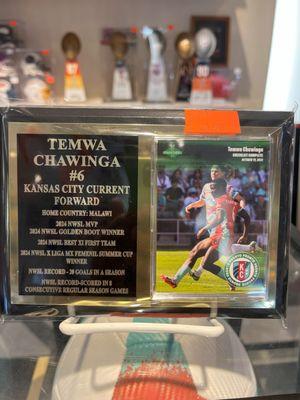 TEMWA
CHAWINGA
#6
KANSAS CITY CURRENT
FORWARD
HOME COUNTRY: MALAWI
2024 NWSL MVP
2024 NWSL GOLDEN BOOT WINNER
2024 NWSL BEST XI FIRST TEAM
2024 NWSL X LIGA MX FEMENIL SUMMER CUP
WINNER
NWSL RECORD - 20 GOALS IN A SEASON
NWSL RECORD-SCORED IN 8
CONSECUTIVE REGULAR SEASON GAMES
Temwa Chawinga
KC